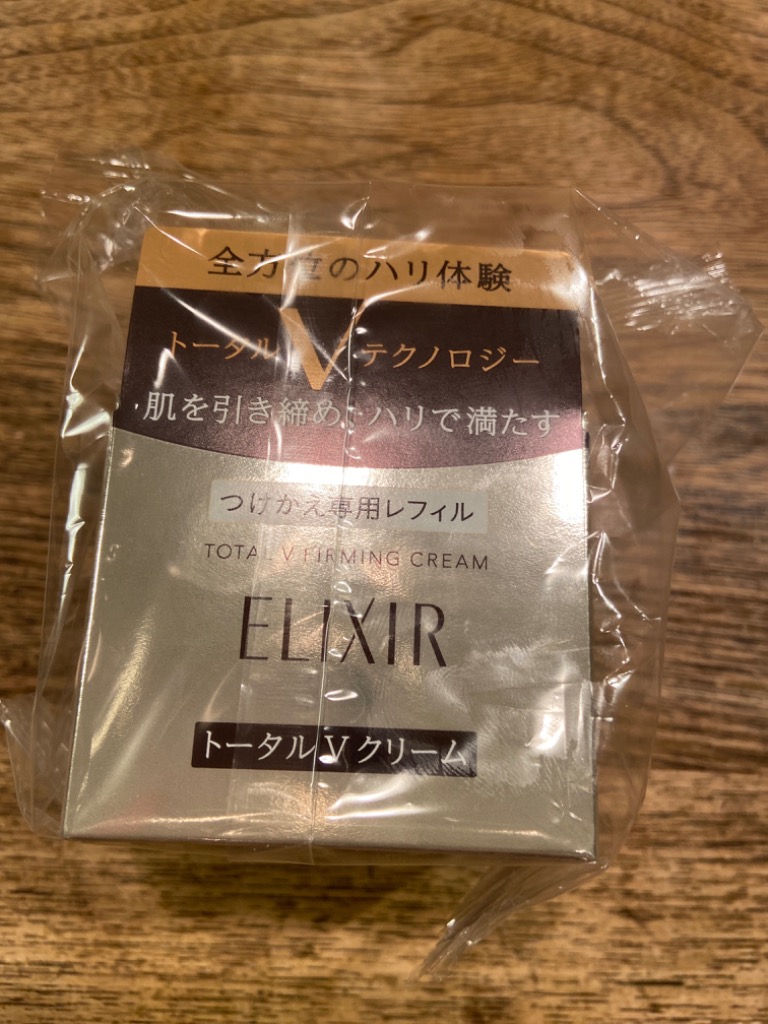 全方位のハリ体験
トータルVテクノロジー
肌を引き締め、ハリで満たす
つけかえ専用レフィル
TOTAL V FIRMING CREAM
ELIXIR
トータルVクリーム